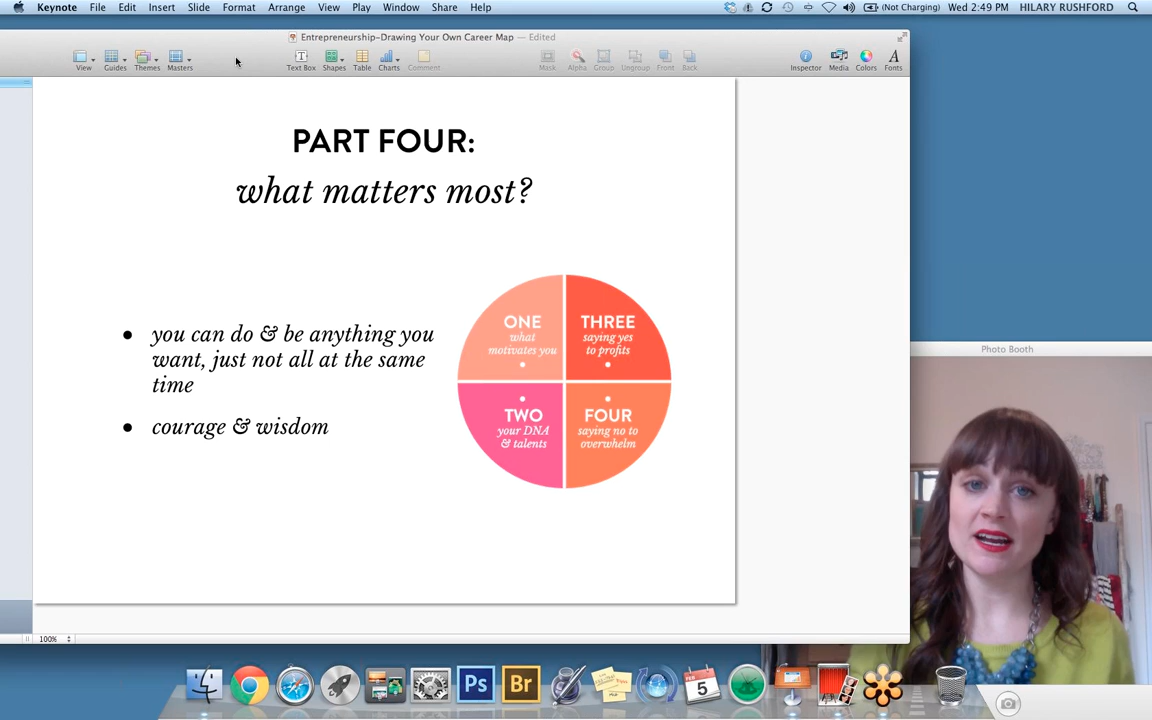 Keynote File Edit Insert Slide Format Arrange View Play Window Share Help (Not Charging) Wed 2:49 PM HILARY RUSHFORD
Entrepreneurship-Drawing Your Own Career Map — Edited
View Guides Themes Masters Text Box Shapes Table Charts Comment Mask Alpha Group Ungroup Front Back Inspector Media Colors Fonts
PART FOUR:
what matters most?
• you can do & be anything you
want, just not all at the same
time
• courage & wisdom
ONE
what
motivates you
THREE
saying yes
to profits
TWO
your DNA
& talents
FOUR
saying no to
overwhelm
Photo Booth
100%
Ps
Br
FEB
5